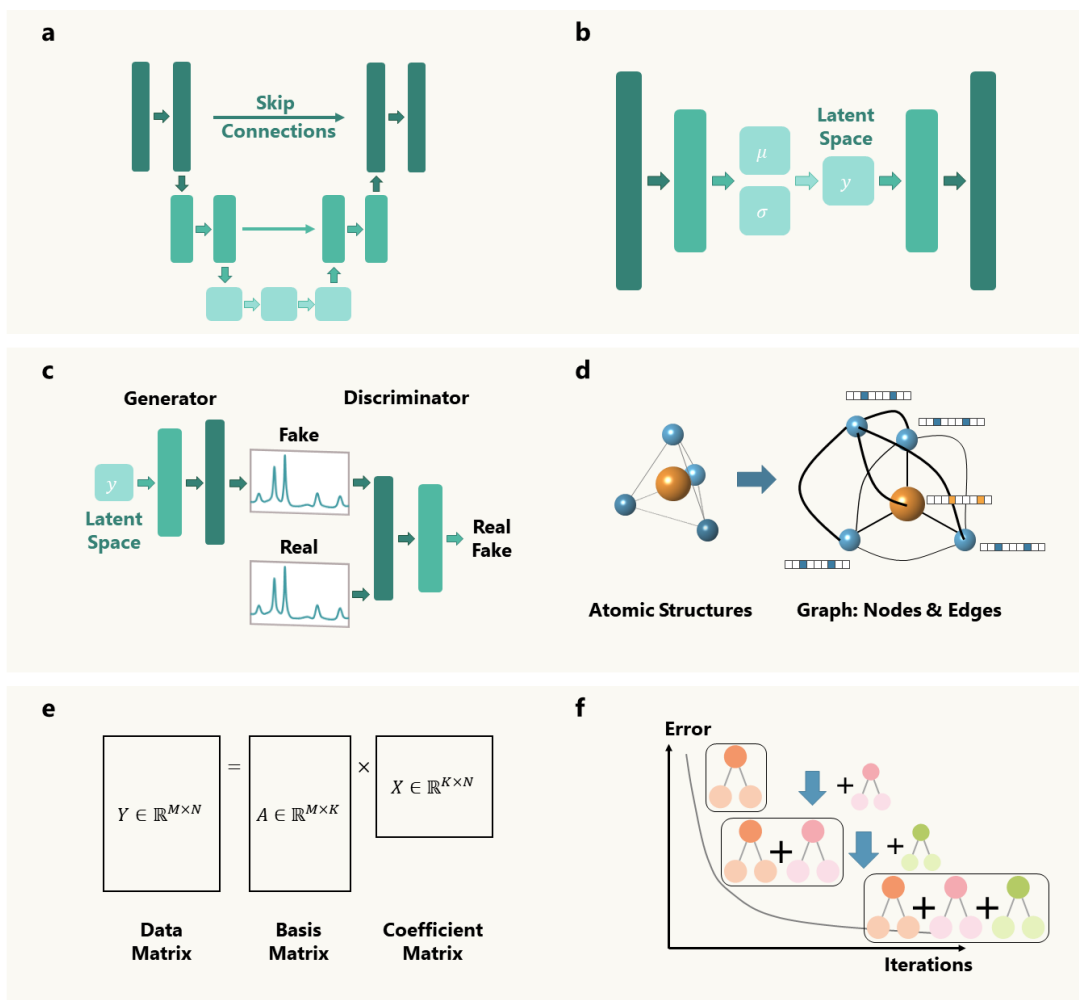 a
Skip
Connections
b
μ
σ
Latent
Space
y
c
Generator
Discriminator
Fake
y
Latent
Space
Real
Real
Fake
d
Atomic Structures
Graph: Nodes & Edges
e
Y ∈ ℝ^{M×N}
=
A ∈ ℝ^{M×K}
×
X ∈ ℝ^{K×N}
Data
Matrix
Basis
Matrix
Coefficient
Matrix
f
Error
+
+
+
+
+
Iterations